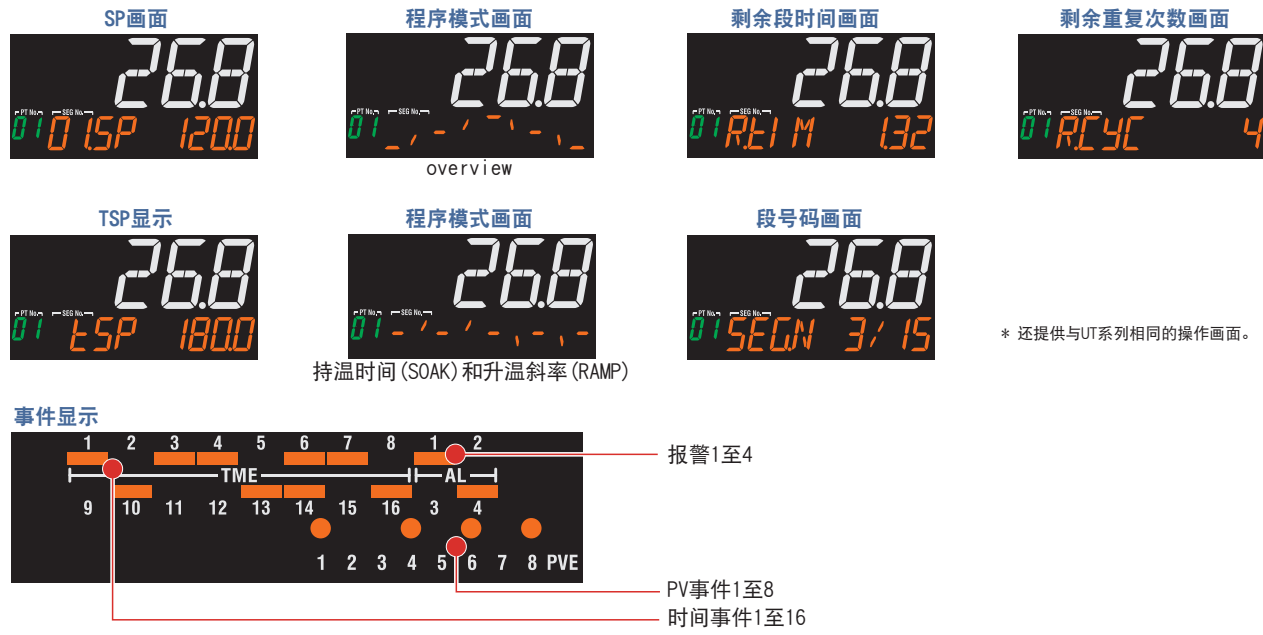 SP画面
26.8
PT No. SEG No.
01 01.SP 120.0
程序模式画面
26.8
PT No. SEG No.
01
overview
剩余段时间画面
26.8
PT No. SEG No.
01 R.tIM 1.32
剩余重复次数画面
26.8
PT No. SEG No.
01 R.CYC 4
TSP显示
26.8
PT No. SEG No.
01 tSP 180.0
程序模式画面
26.8
PT No. SEG No.
01
持温时间(SOAK)和升温斜率(RAMP)
段号码画面
26.8
PT No. SEG No.
01 SEG.N 3/15
* 还提供与UT系列相同的操作画面。
事件显示
1 2 3 4 5 6 7 8 1 2
TME AL
9 10 11 12 13 14 15 16 3 4
1 2 3 4 5 6 7 8 PVE
报警1至4
PV事件1至8
时间事件1至16